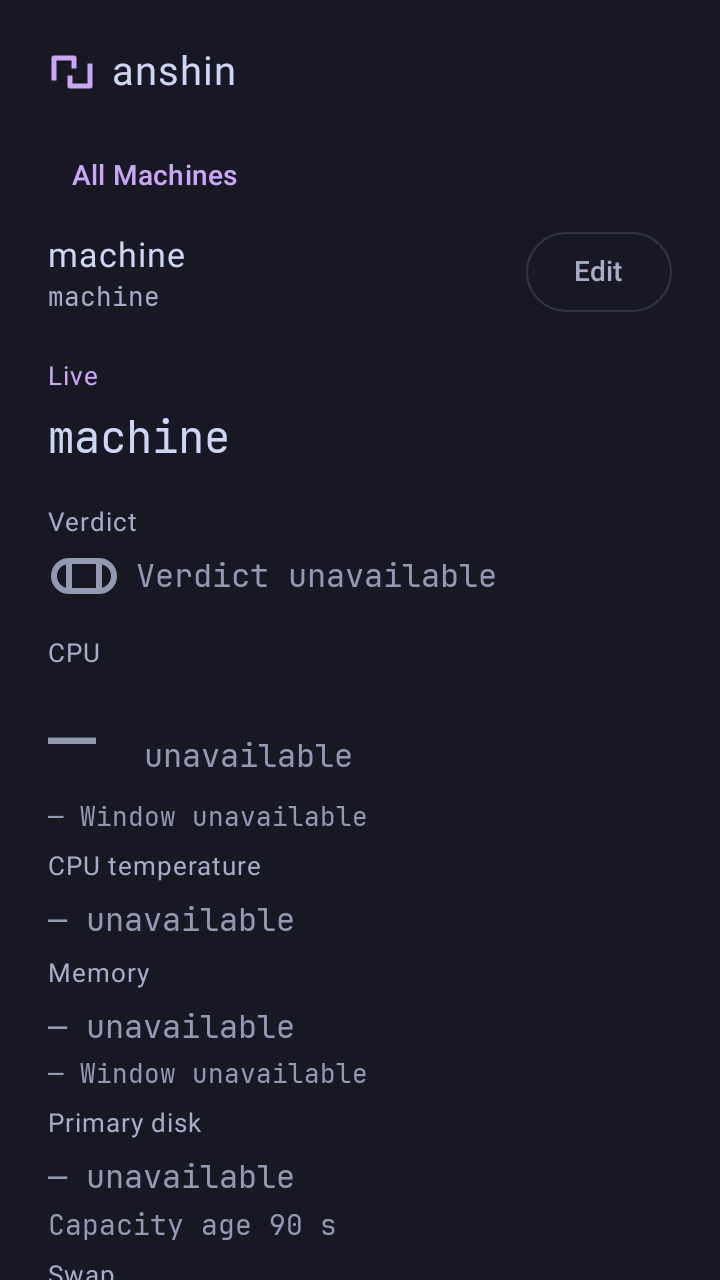 anshin
All Machines
machine
machine
Edit
Live
machine
Verdict
Verdict unavailable
CPU
— unavailable
— Window unavailable
CPU temperature
— unavailable
Memory
— unavailable
— Window unavailable
Primary disk
— unavailable
Capacity age 90 s
Swap